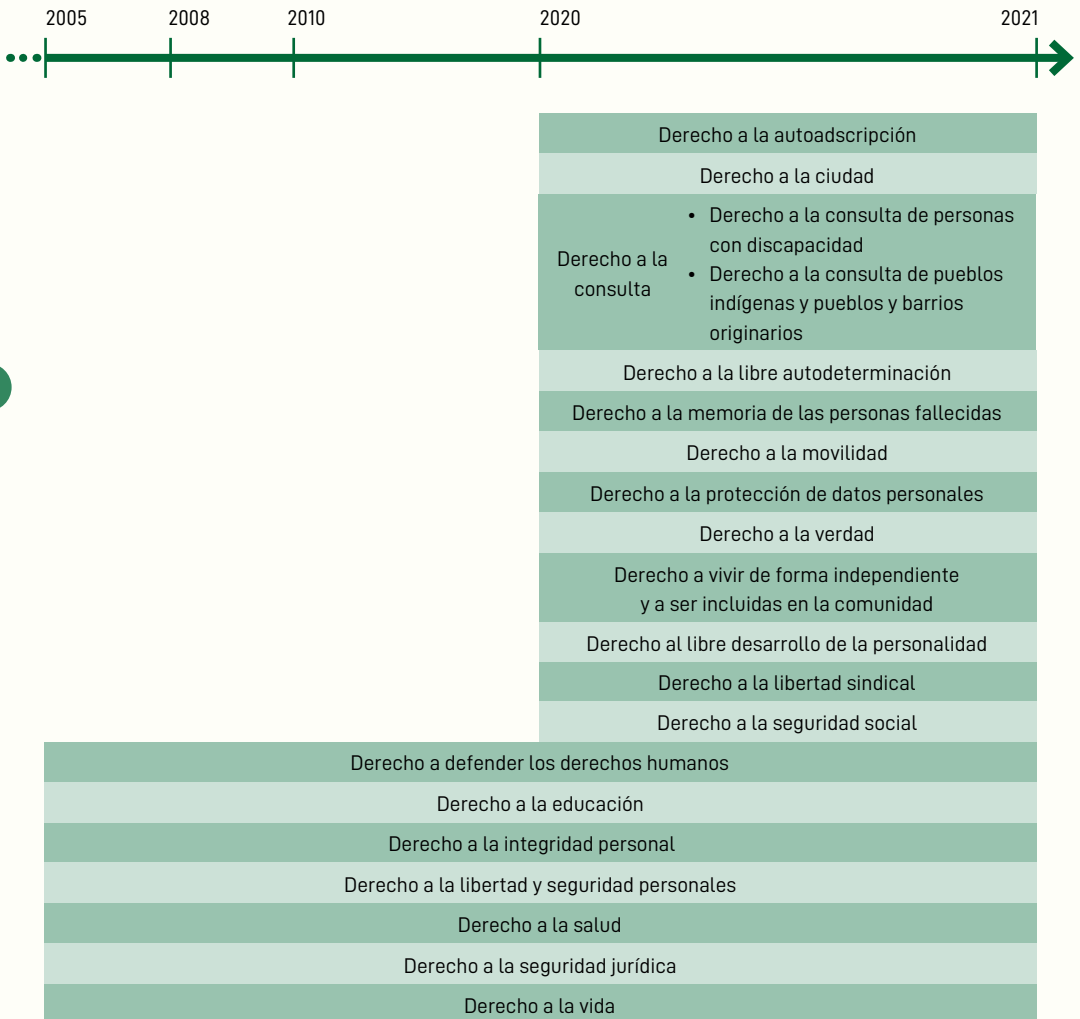 2005 2008 2010 2020 2021
Derecho a la autoadscripción
Derecho a la ciudad
Derecho a la
consulta
• Derecho a la consulta de personas
con discapacidad
• Derecho a la consulta de pueblos
indígenas y pueblos y barrios
originarios
Derecho a la libre autodeterminación
Derecho a la memoria de las personas fallecidas
Derecho a la movilidad
Derecho a la protección de datos personales
Derecho a la verdad
Derecho a vivir de forma independiente
y a ser incluidas en la comunidad
Derecho al libre desarrollo de la personalidad
Derecho a la libertad sindical
Derecho a la seguridad social
Derecho a defender los derechos humanos
Derecho a la educación
Derecho a la integridad personal
Derecho a la libertad y seguridad personales
Derecho a la salud
Derecho a la seguridad jurídica
Derecho a la vida